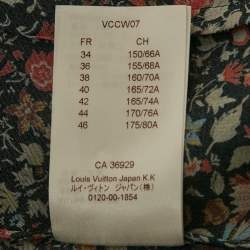 VCCW07
FR CH
34 150/66A
36 155/68A
38 160/70A
40 165/72A
42 165/74A
44 170/76A
46 175/80A
CA 36929
Louis Vuitton Japan K.K
ルイ・ヴィトン ジャパン(株)
0120-00-1854